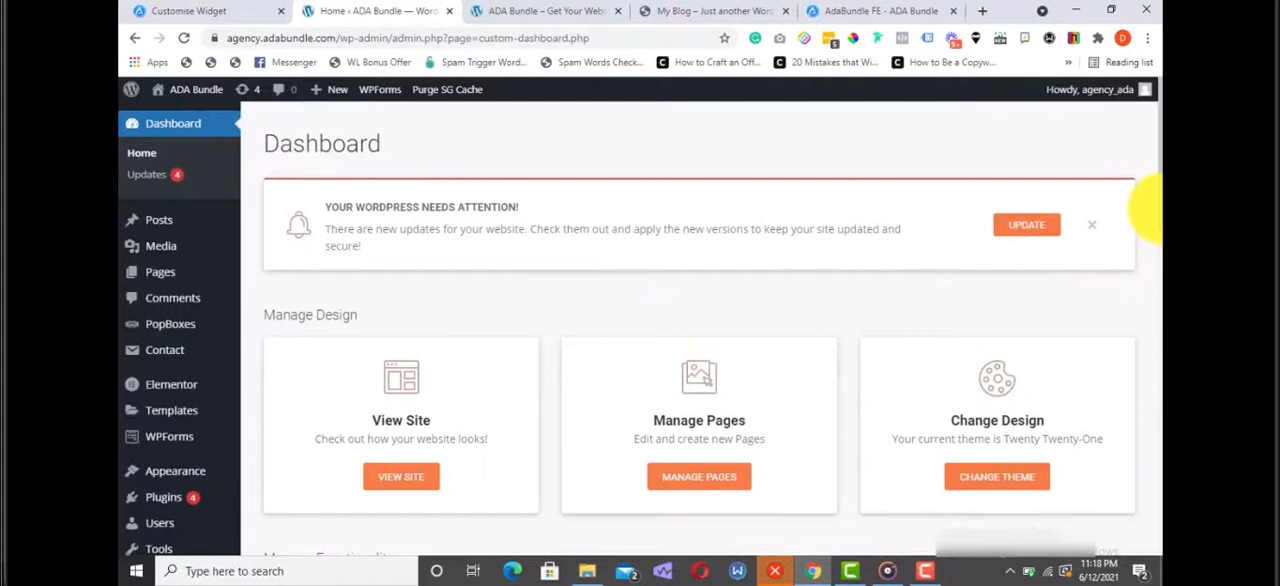 Customise Widget
Home ‹ ADA Bundle — Word
ADA Bundle – Get Your Webs
My Blog – Just another Wor
AdaBundle FE - ADA Bundle
agency.adabundle.com/wp-admin/admin.php?page=custom-dashboard.php
5
9+
D
Apps
Messenger
WL Bonus Offer
Spam Trigger Word...
Spam Words Check...
How to Craft an Off...
20 Mistakes that Wi...
How to Be a Copyw...
»
Reading list
ADA Bundle
4
0
New
WPForms
Purge SG Cache
Howdy, agency_ada
Dashboard
Home
Updates 4
Posts
Media
Pages
Comments
PopBoxes
Contact
Elementor
Templates
WPForms
Appearance
Plugins 4
Users
Tools
Dashboard
YOUR WORDPRESS NEEDS ATTENTION!
There are new updates for your website. Check them out and apply the new versions to keep your site updated and
secure!
UPDATE
Manage Design
View Site
Check out how your website looks!
VIEW SITE
Manage Pages
Edit and create new Pages
MANAGE PAGES
Change Design
Your current theme is Twenty Twenty-One
CHANGE THEME
Type here to search
2
11:18 PM
6/12/2021
2